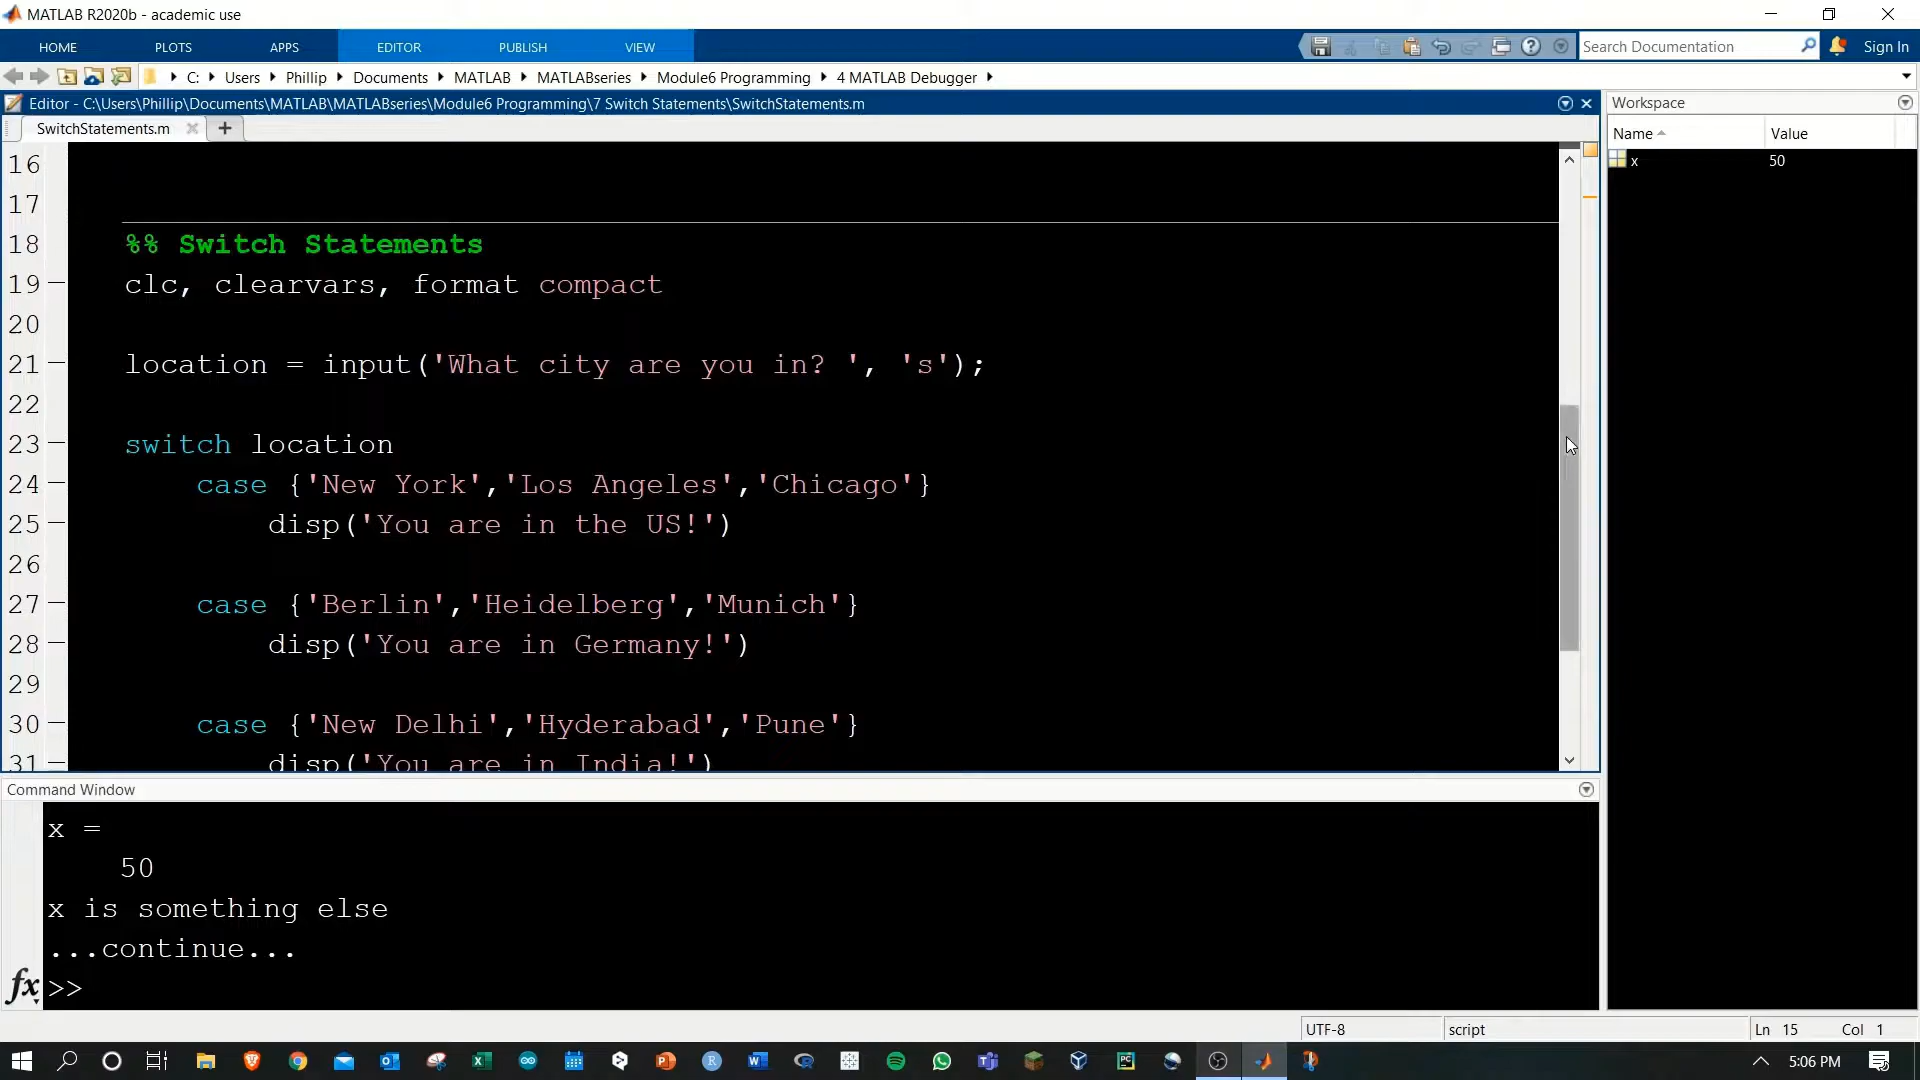 MATLAB R2020b - academic use
HOME PLOTS APPS EDITOR PUBLISH VIEW Search Documentation Sign In
C: Users Phillip Documents MATLAB MATLABseries Module6 Programming 4 MATLAB Debugger
Editor - C:\Users\Phillip\Documents\MATLAB\MATLABseries\Module6 Programming\7 Switch Statements\SwitchStatements.m
SwitchStatements.m
16
17
18 %% Switch Statements
19 clc, clearvars, format compact
20
21 location = input('What city are you in? ', 's');
22
23 switch location
24 case {'New York','Los Angeles','Chicago'}
25 disp('You are in the US!')
26
27 case {'Berlin','Heidelberg','Munich'}
28 disp('You are in Germany!')
29
30 case {'New Delhi','Hyderabad','Pune'}
31 disp('You are in India!')
Workspace
Name Value
x 50
Command Window
x =
50
x is something else
...continue...
fx >>
UTF-8 script Ln 15 Col 1
5:06 PM